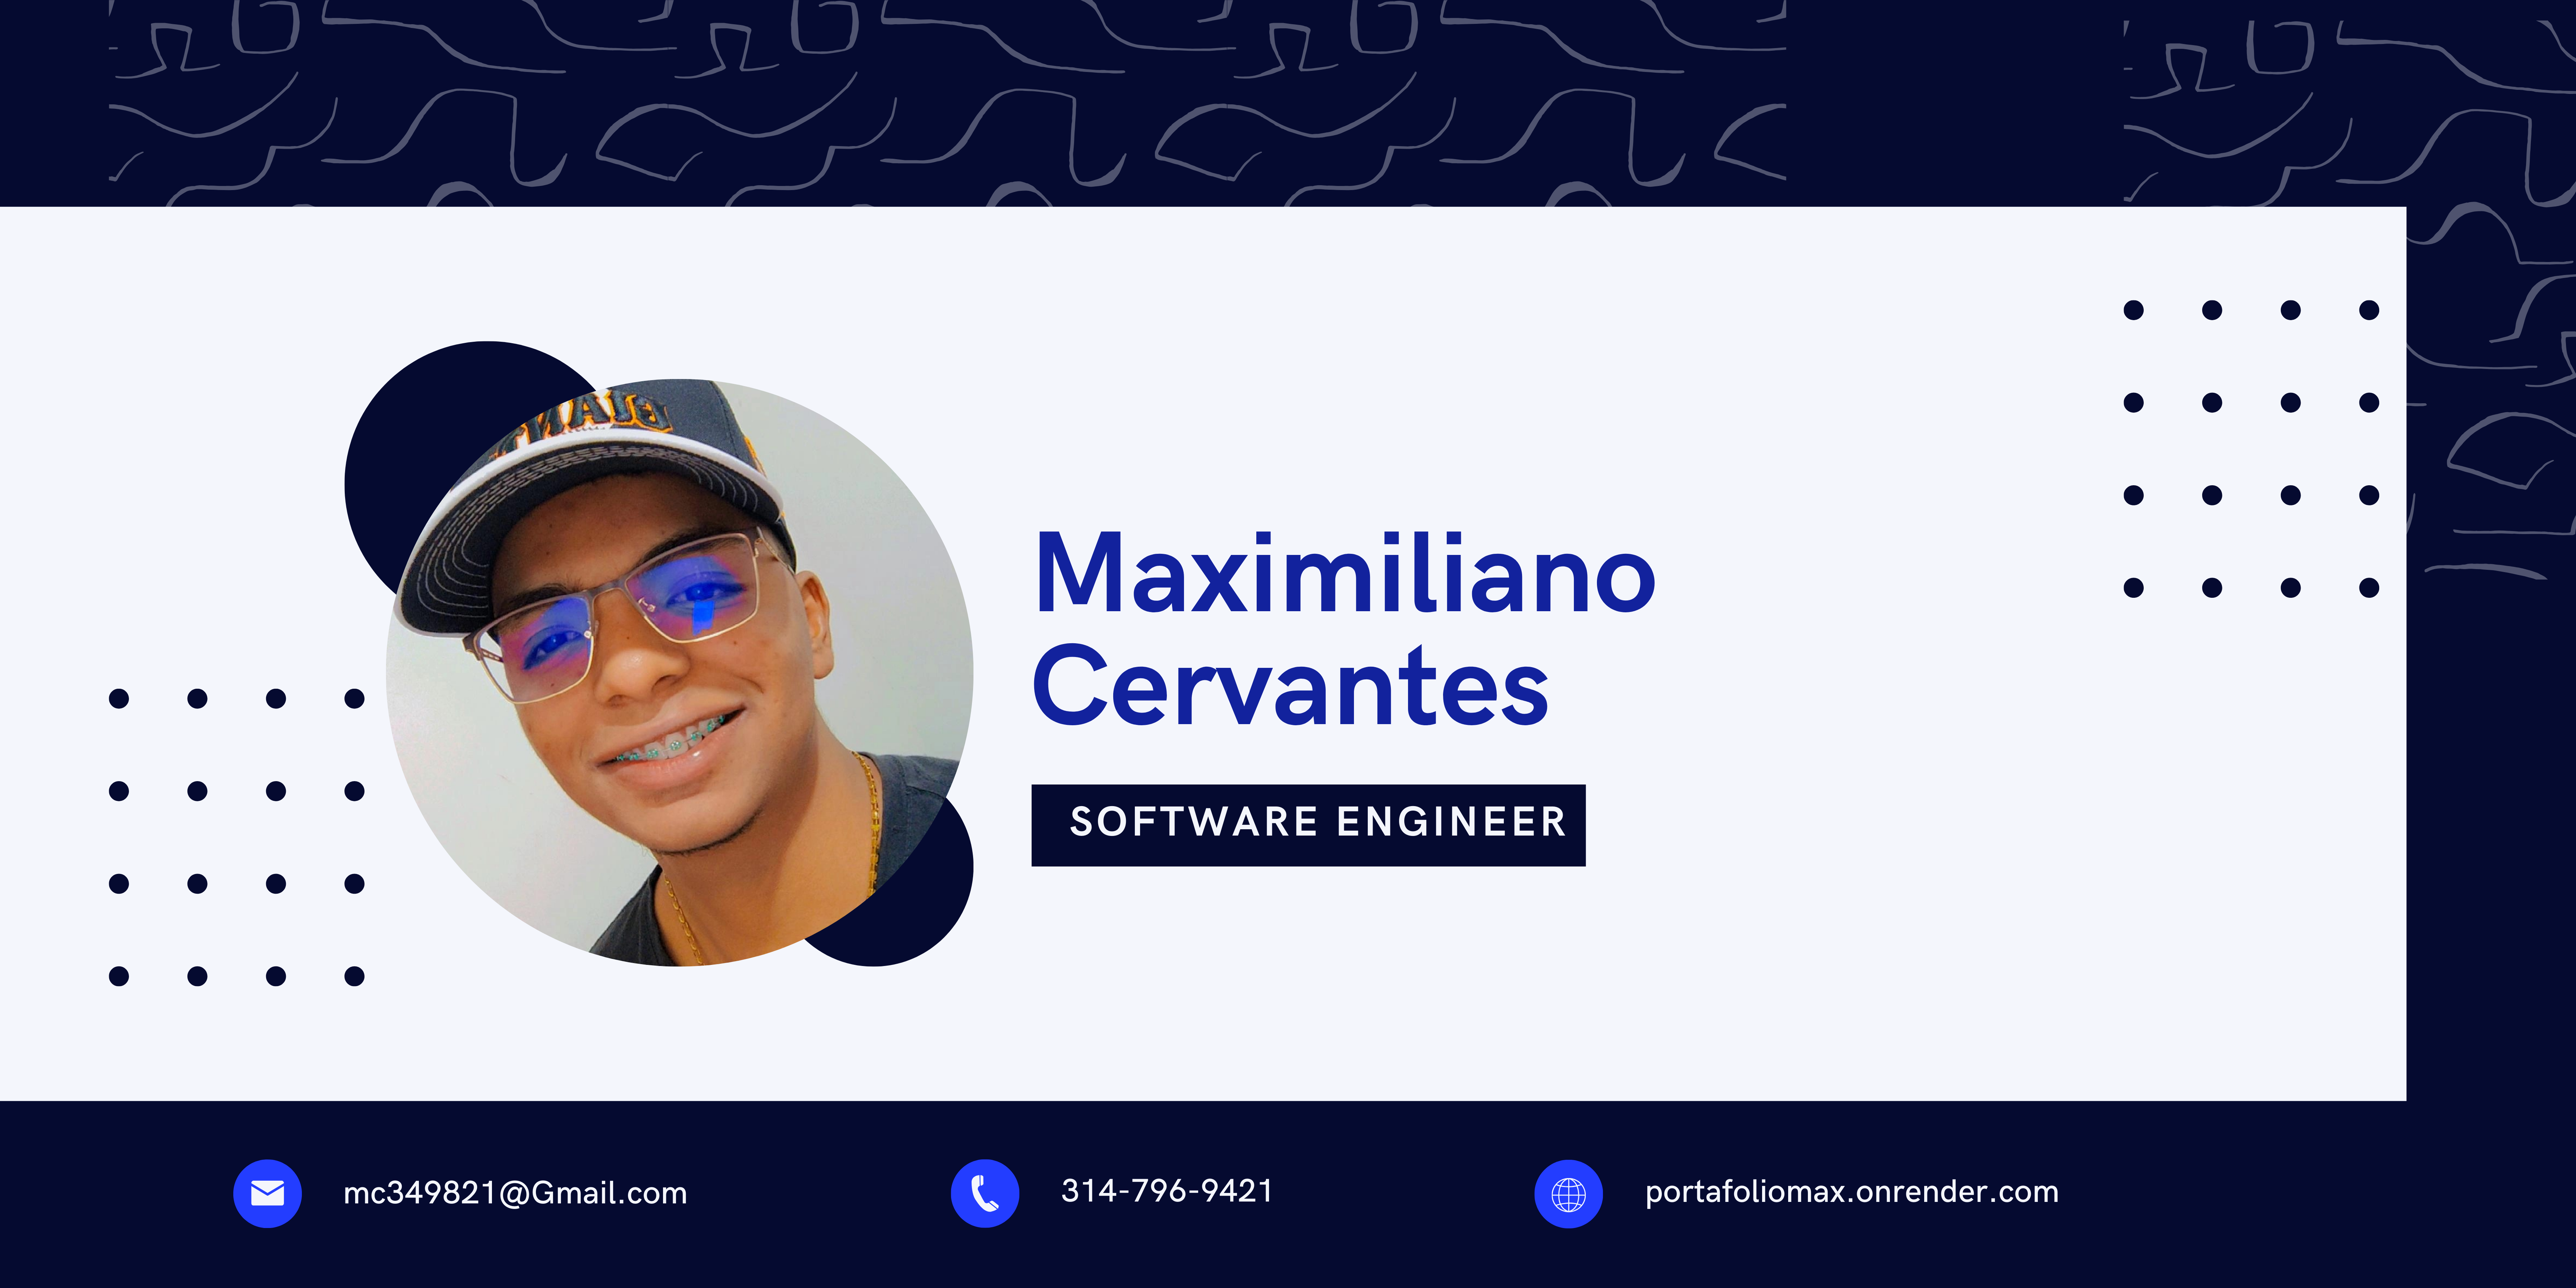 Maximiliano
Cervantes
SOFTWARE ENGINEER
mc349821@Gmail.com
314-796-9421
portafoliomax.onrender.com